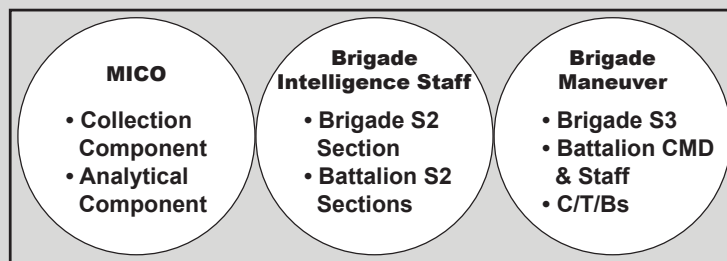 MICO
• Collection
Component
• Analytical
Component
Brigade
Intelligence Staff
• Brigade S2
Section
• Battalion S2
Sections
Brigade
Maneuver
• Brigade S3
• Battalion CMD
& Staff
• C/T/Bs